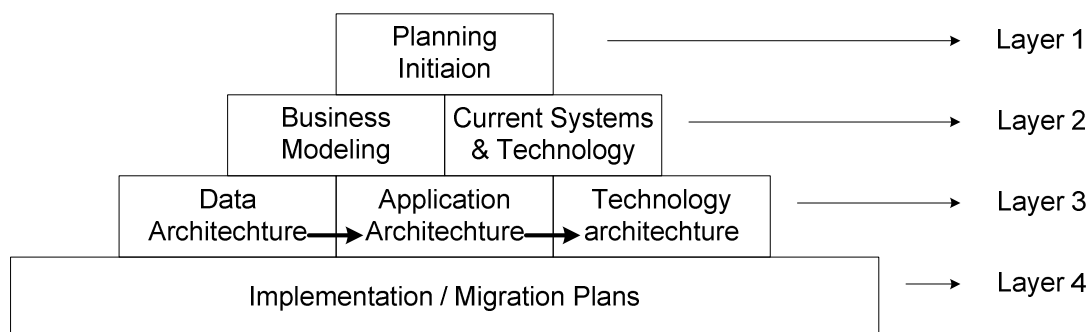 Planning
Initiaion
Layer 1
Business
Modeling
Current Systems
& Technology
Layer 2
Data
Architechture
Application
Architechture
Technology
architechture
Layer 3
Implementation / Migration Plans
Layer 4